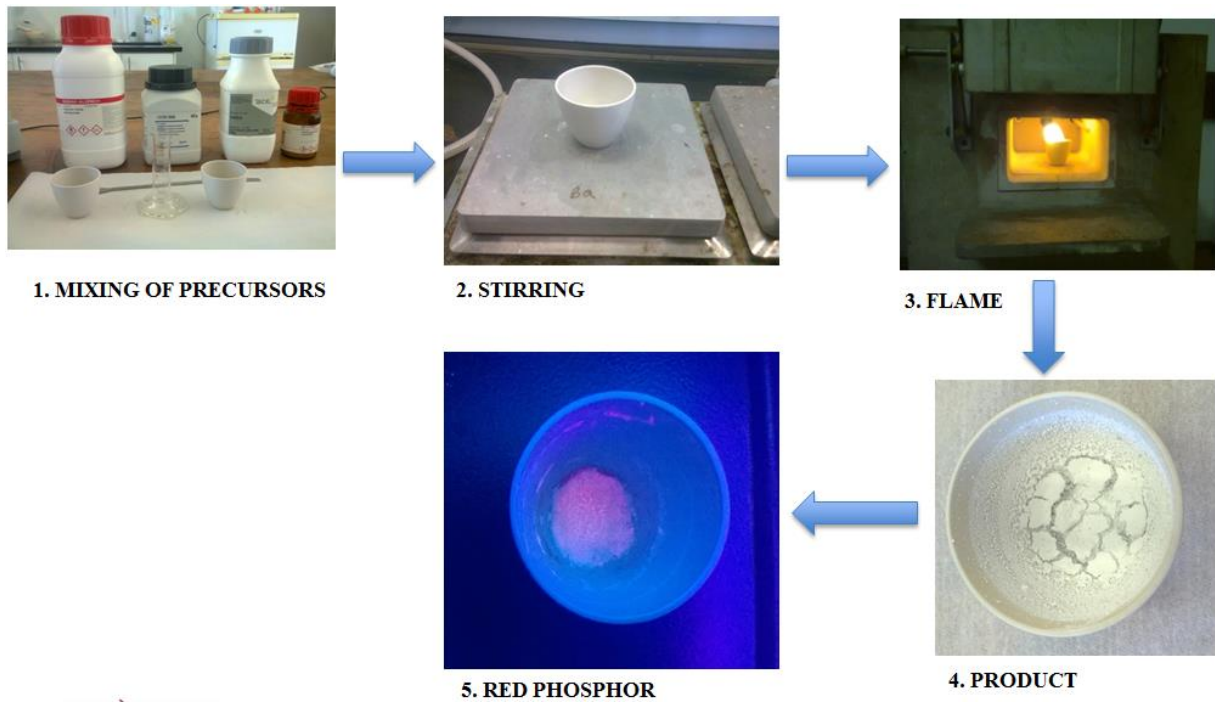 1. MIXING OF PRECURSORS
2. STIRRING
3. FLAME
4. PRODUCT
5. RED PHOSPHOR